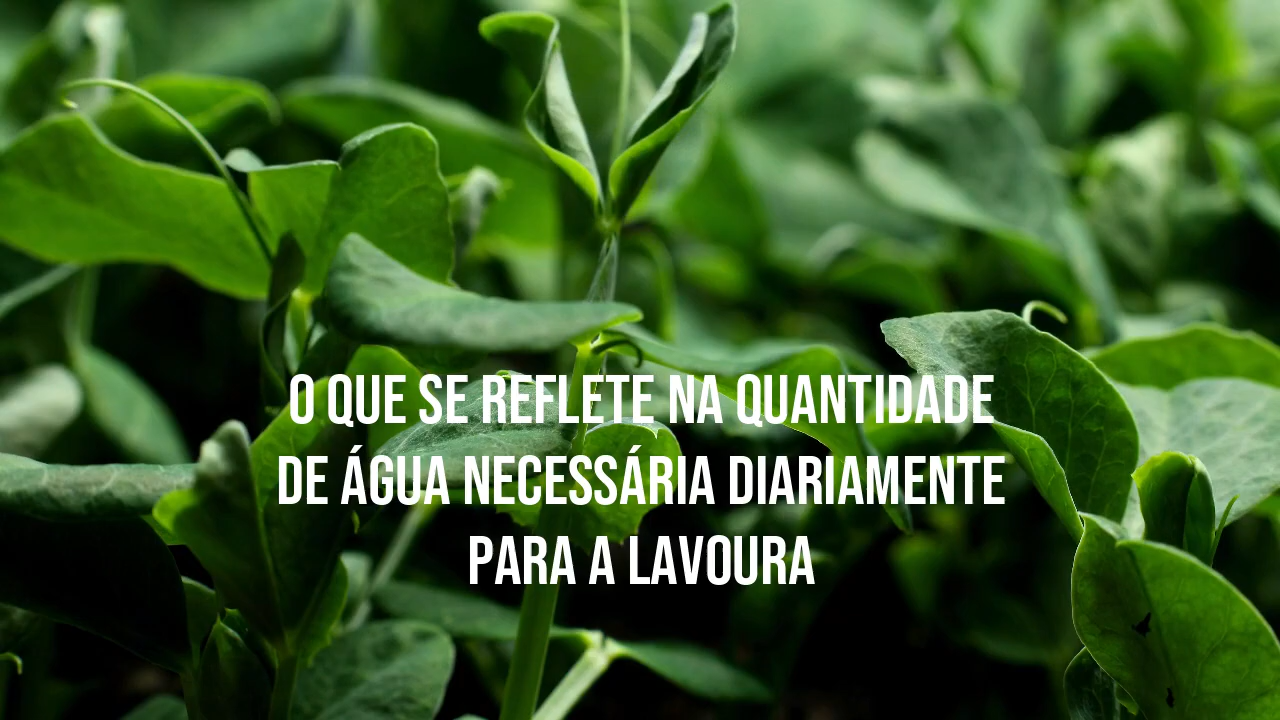 O QUE SE REFLETE NA QUANTIDADE
DE ÁGUA NECESSÁRIA DIARIAMENTE
PARA A LAVOURA